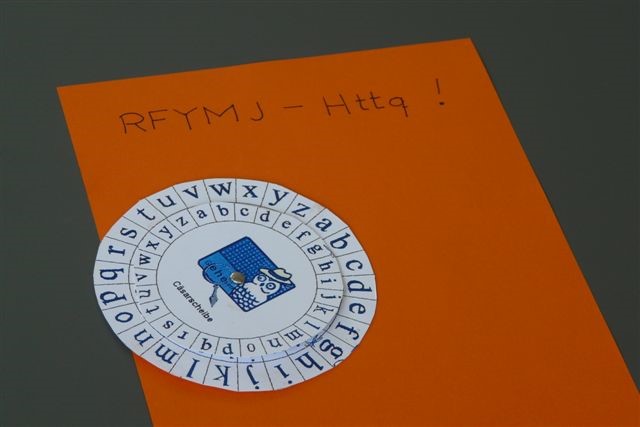 RFYMJ - Httq !
a b c d e f g h i j k l m n o p q r s t u v w x y z
a b c d e f g h i j k l m n o p q r s t u v w x y z
Cäsarscheibe